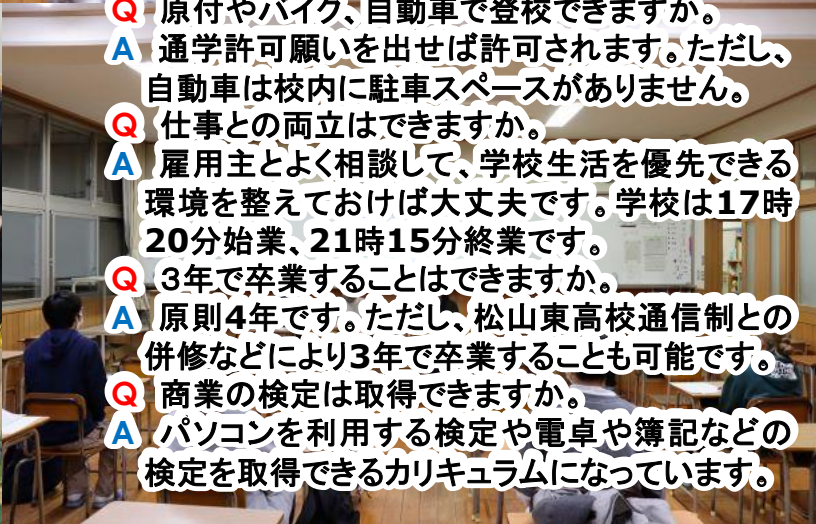 Q 原付やバイク、自動車で登校できますか。
A 通学許可願いを出せば許可されます。ただし、
自動車は校内に駐車スペースがありません。
Q 仕事との両立はできますか。
A 雇用主とよく相談して、学校生活を優先できる
環境を整えておけば大丈夫です。学校は17時
20分始業、21時15分終業です。
Q ３年で卒業することはできますか。
A 原則4年です。ただし、松山東高校通信制との
併修などにより3年で卒業することも可能です。
Q 商業の検定は取得できますか。
A パソコンを利用する検定や電卓や簿記などの
検定を取得できるカリキュラムになっています。